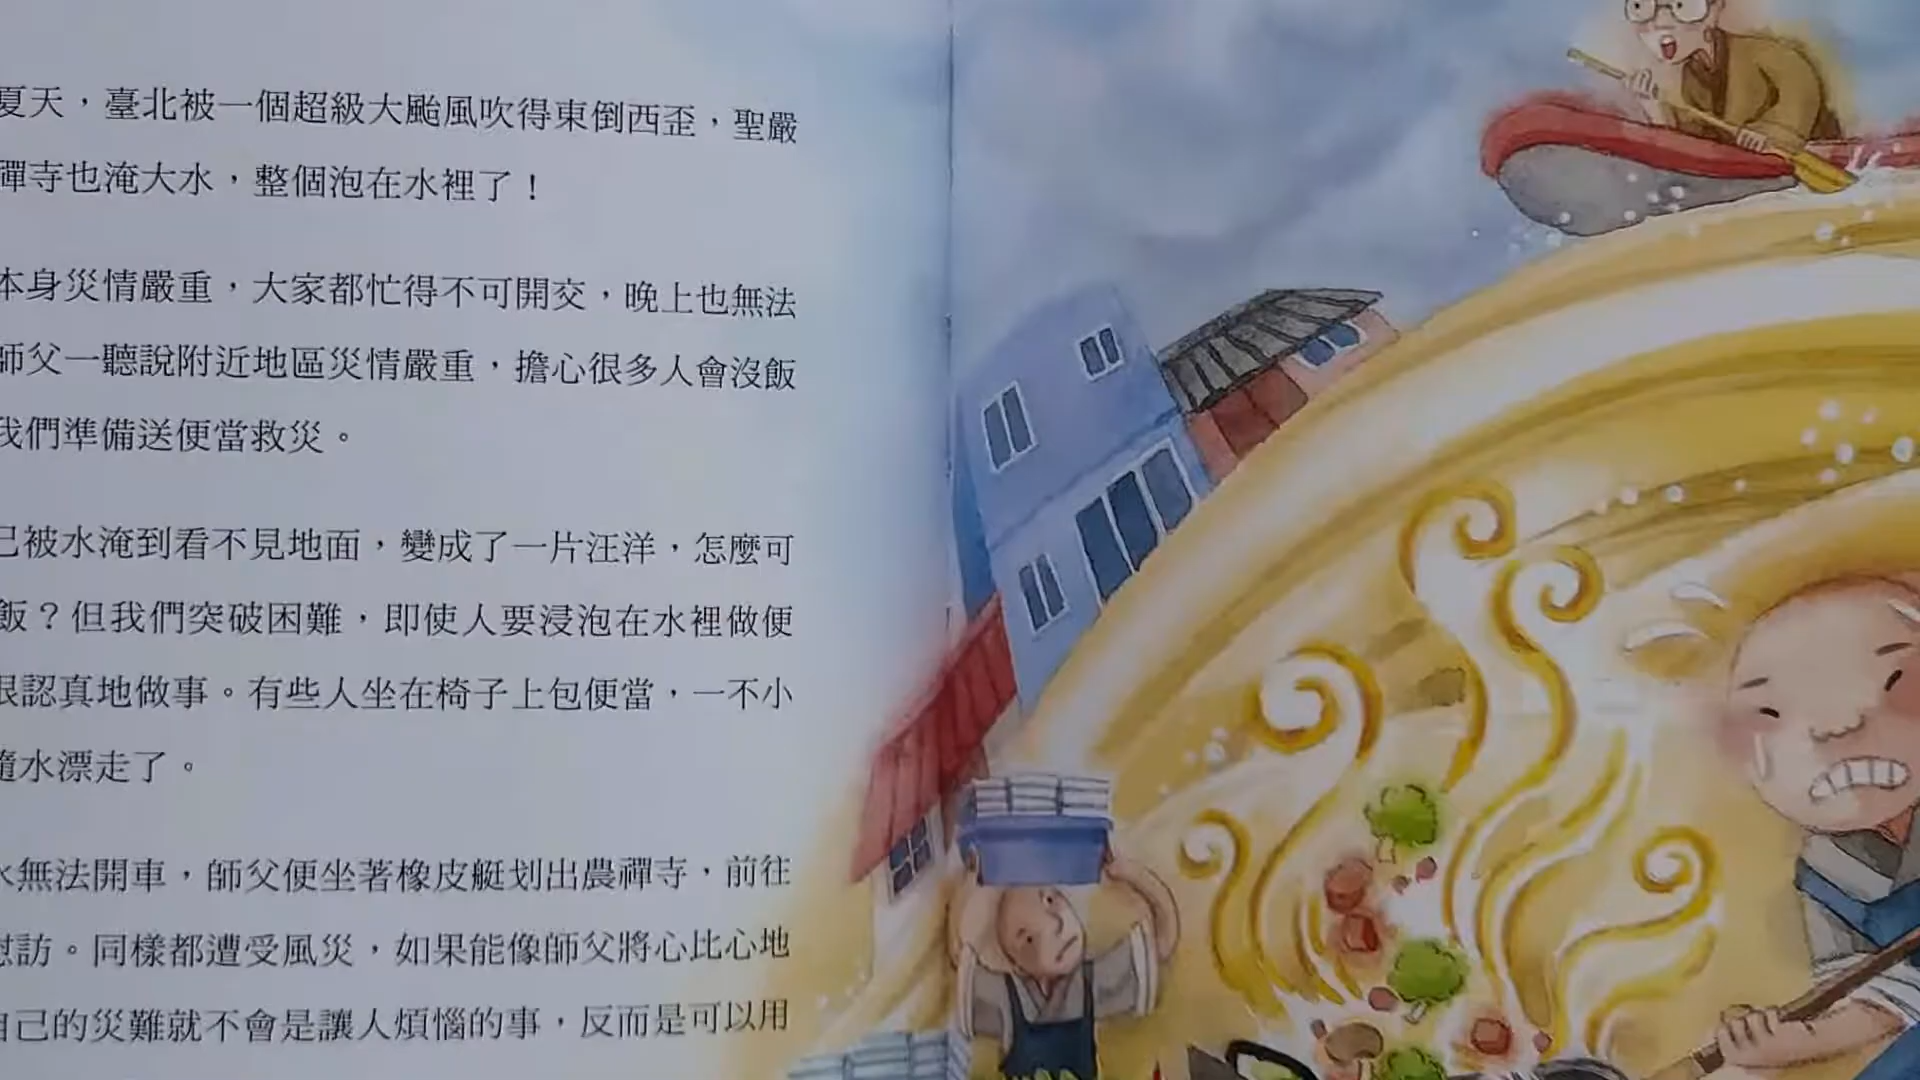 夏天，臺北被一個超級大颱風吹得東倒西歪，聖嚴
禪寺也淹大水，整個泡在水裡了！
本身災情嚴重，大家都忙得不可開交，晚上也無法
師父一聽說附近地區災情嚴重，擔心很多人會沒飯
我們準備送便當救災。
已被水淹到看不見地面，變成了一片汪洋，怎麼可
飯？但我們突破困難，即使人要浸泡在水裡做便
很認真地做事。有些人坐在椅子上包便當，一不小
隨水漂走了。
水無法開車，師父便坐著橡皮艇划出農禪寺，前往
慰訪。同樣都遭受風災，如果能像師父將心比心地
自己的災難就不會是讓人煩惱的事，反而是可以用